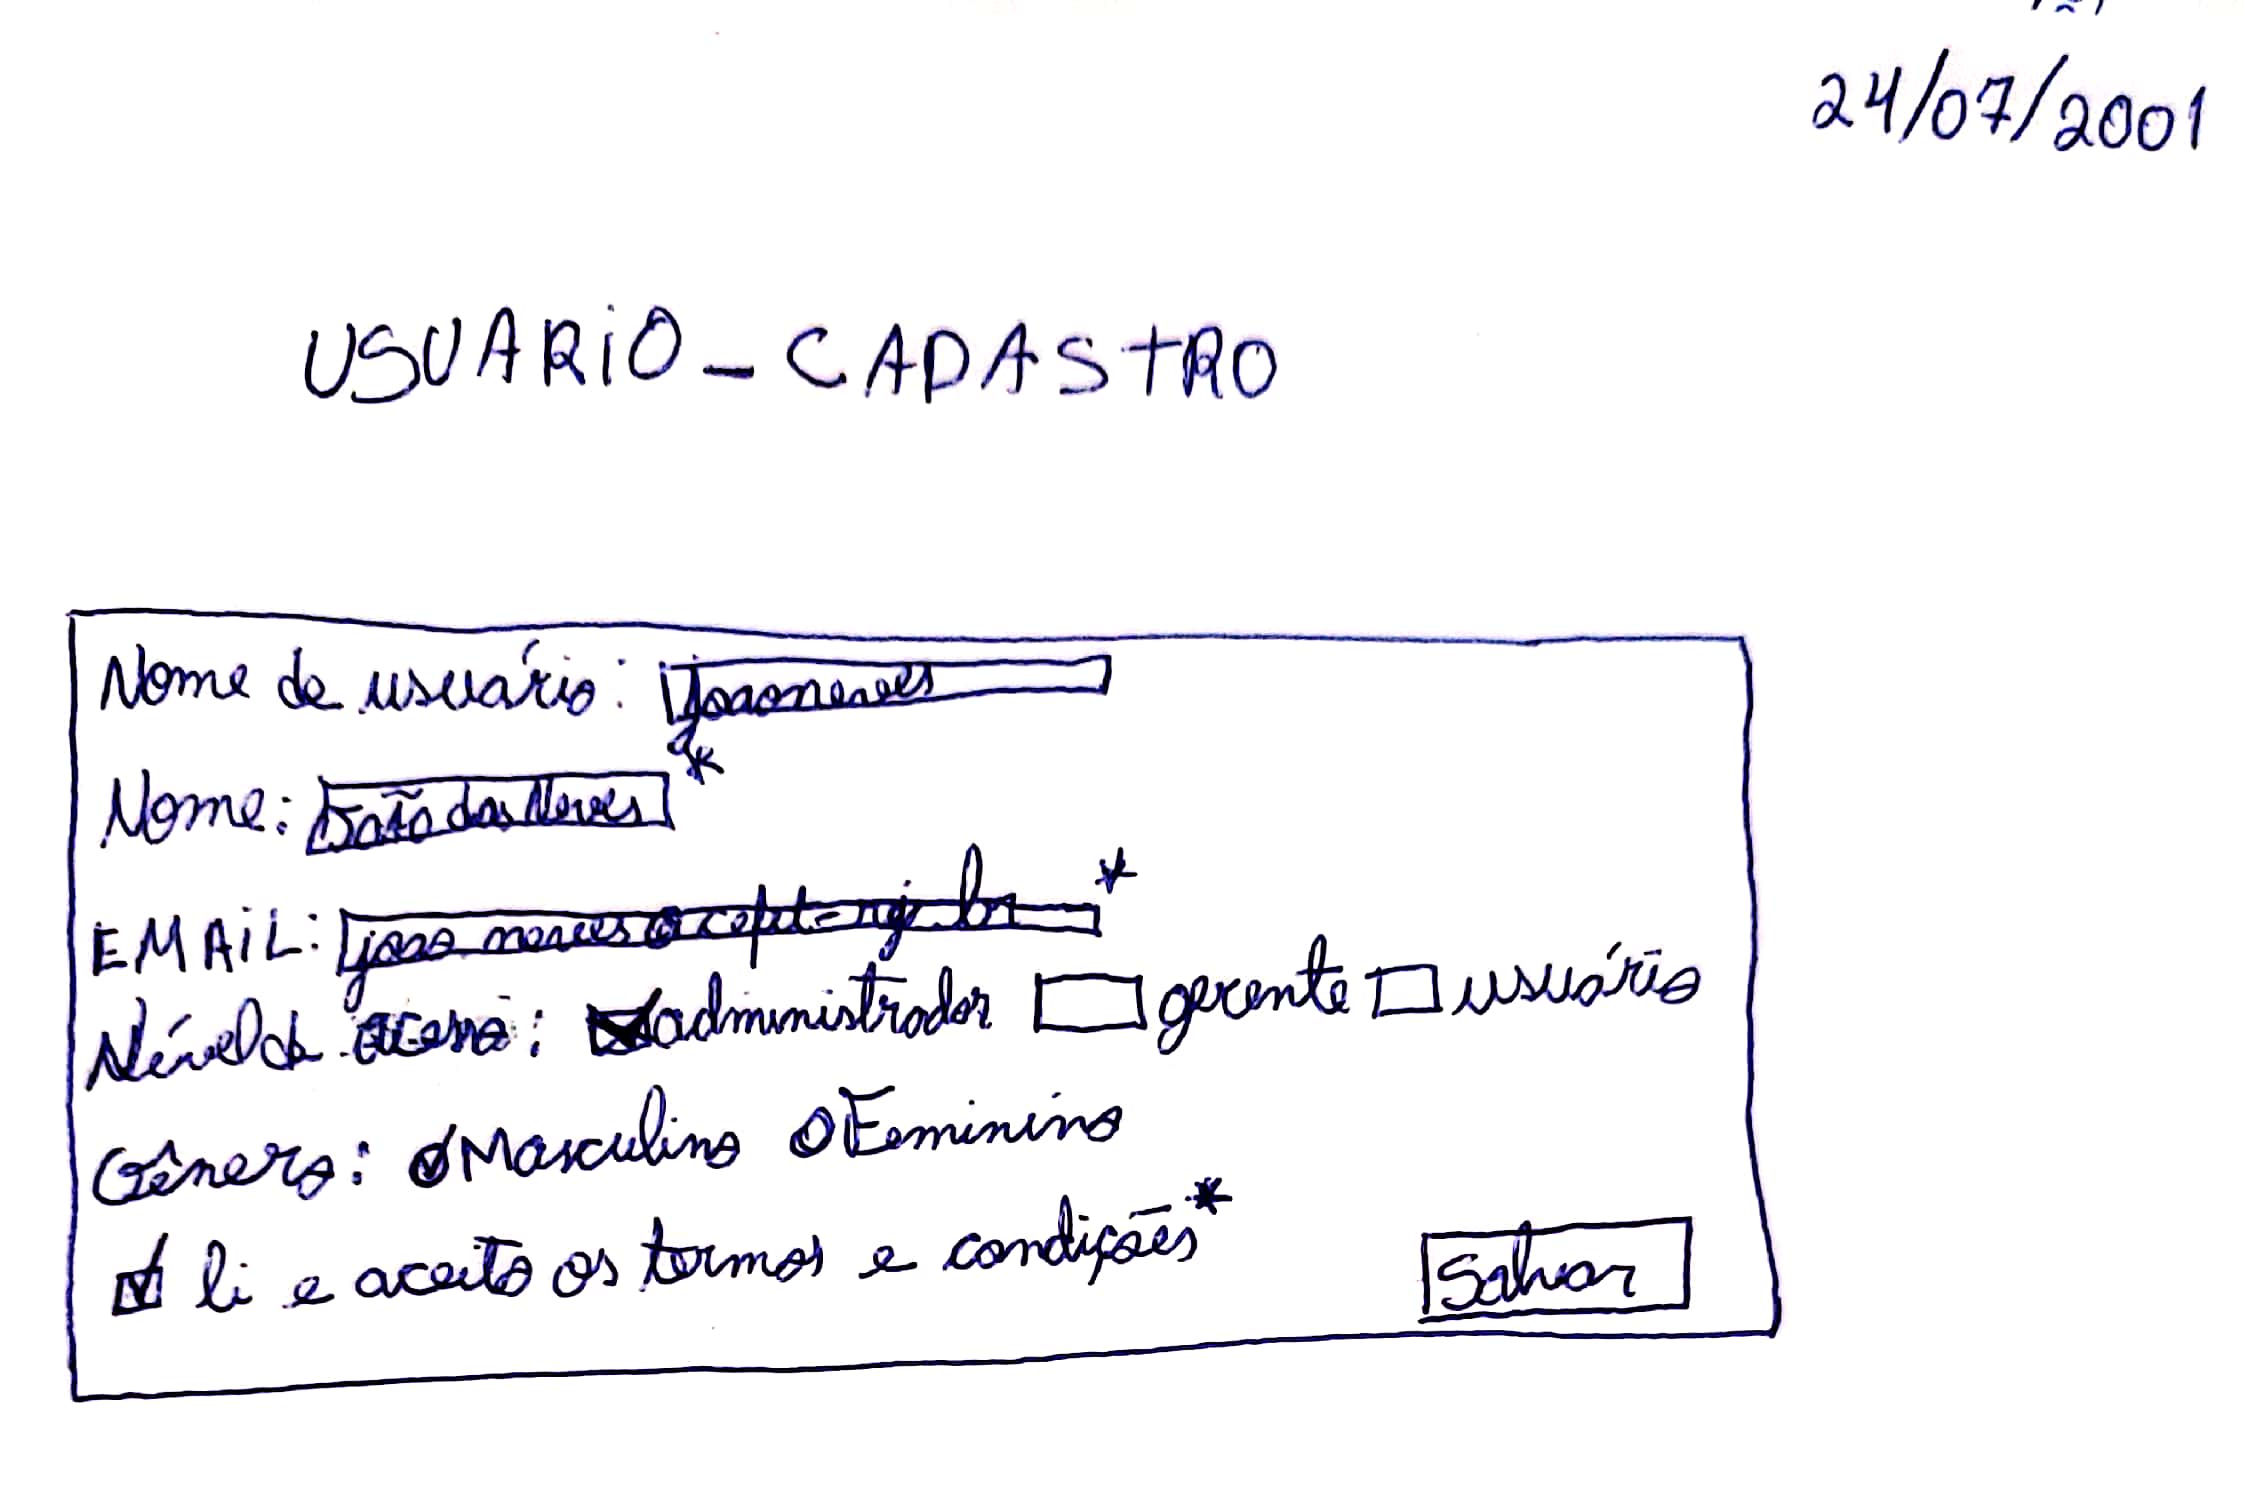 24/07/2001
USUARIO - CADASTRO
Nome de usuário: joaoneves
Nome: João das Neves *
EMAIL: joao.neves@cefet-rj.br *
Nível de acesso: administrador gerente usuário
Gênero: Masculino Feminino
li e aceito os termos e condições *
Salvar